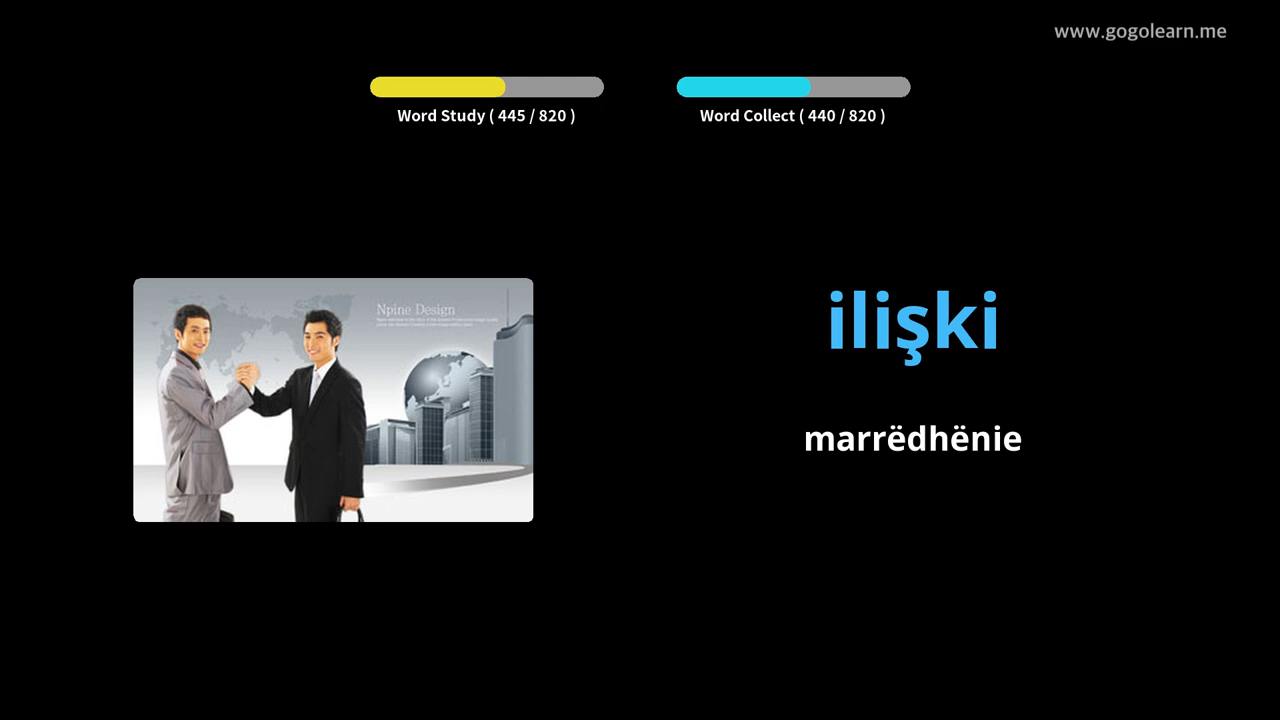 www.gogolearn.me
Word Study ( 445 / 820 )
Word Collect ( 440 / 820 )
Npine Design
ilişki
marrëdhënie